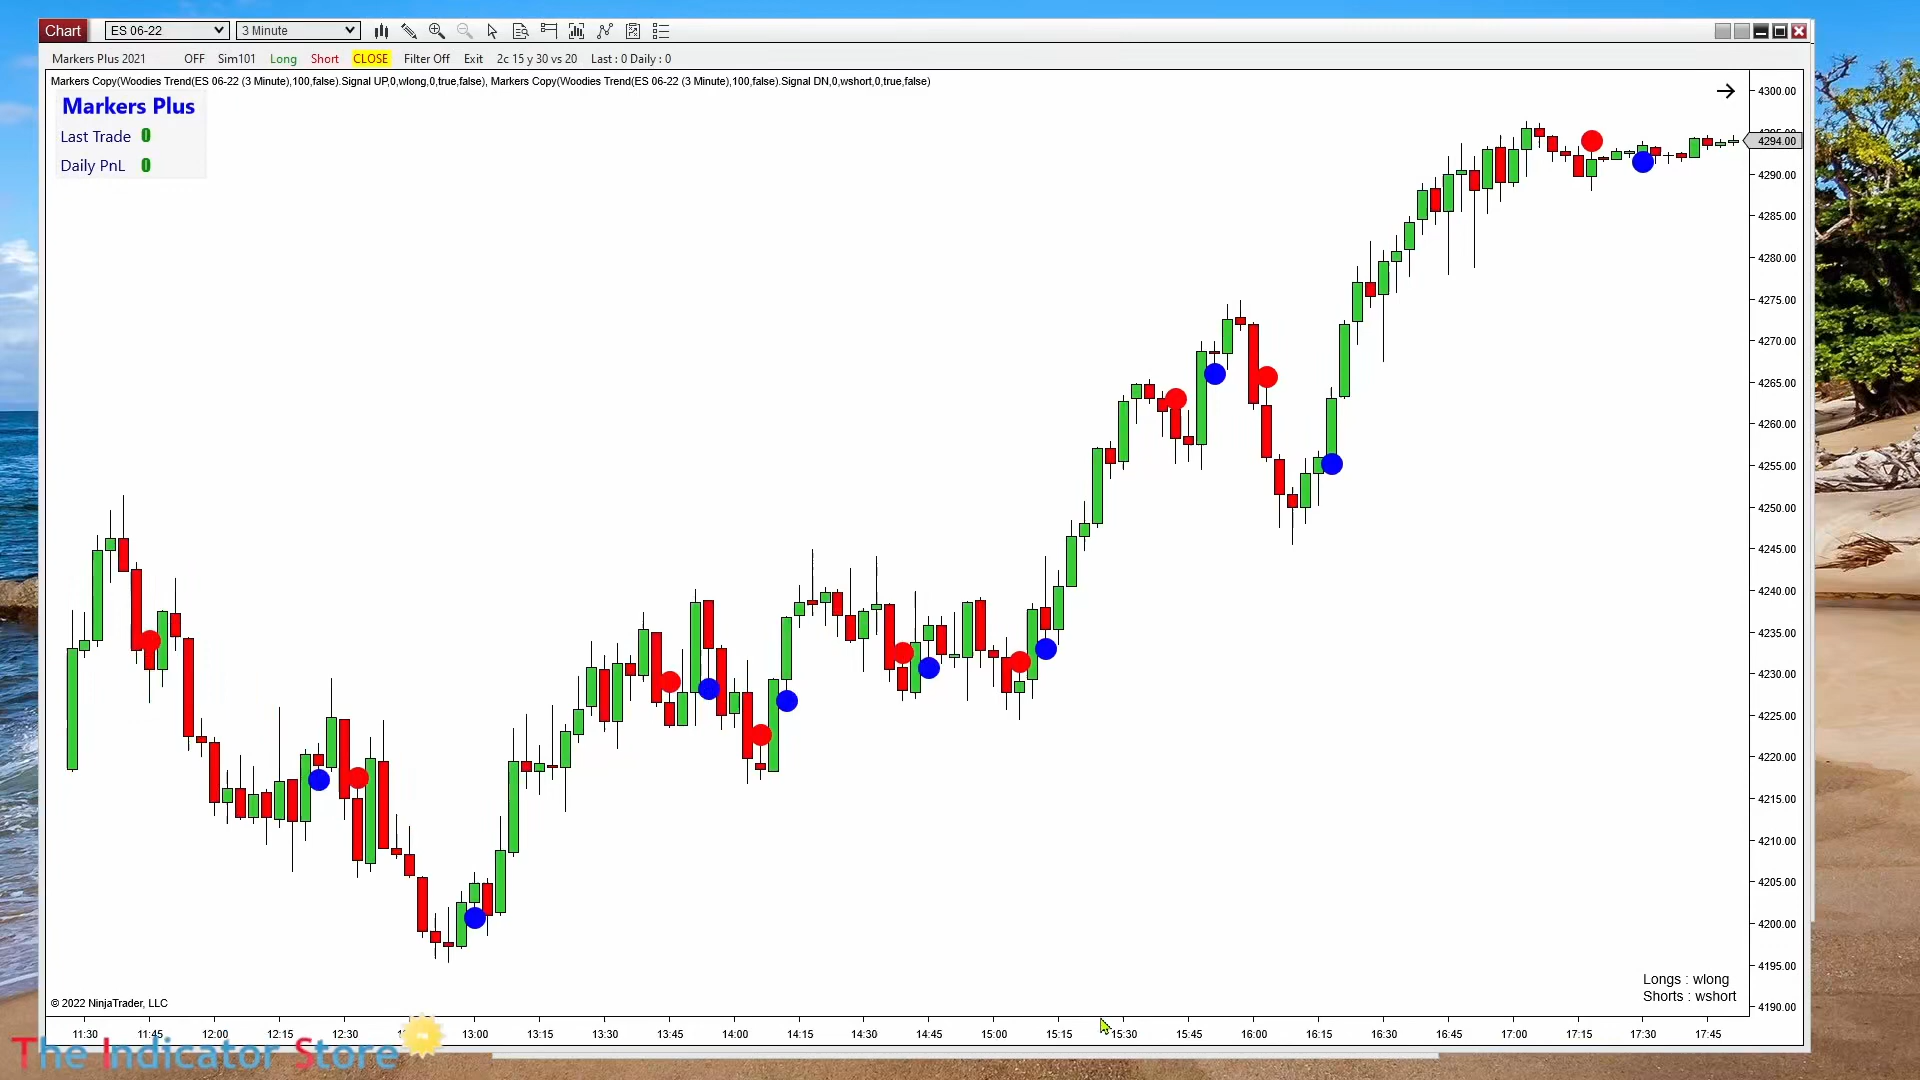 Chart ES 06-22 3 Minute
Markers Plus 2021 OFF Sim101 Long Short CLOSE Filter Off Exit 2c 15 y 30 vs 20 Last : 0 Daily : 0
Markers Copy(Woodies Trend(ES 06-22 (3 Minute),100,false).Signal UP,0,wlong,0,true,false), Markers Copy(Woodies Trend(ES 06-22 (3 Minute),100,false).Signal DN,0,wshort,0,true,false)
Markers Plus
Last Trade 0
Daily PnL 0
4300.00
4294.00
4290.00
4285.00
4280.00
4275.00
4270.00
4265.00
4260.00
4255.00
4250.00
4245.00
4240.00
4235.00
4230.00
4225.00
4220.00
4215.00
4210.00
4205.00
4200.00
4195.00
4190.00
Longs : wlong
Shorts : wshort
© 2022 NinjaTrader, LLC
11:30 11:45 12:00 12:15 12:30 13:00 13:15 13:30 13:45 14:00 14:15 14:30 14:45 15:00 15:15 15:30 15:45 16:00 16:15 16:30 16:45 17:00 17:15 17:30 17:45
The Indicator Store